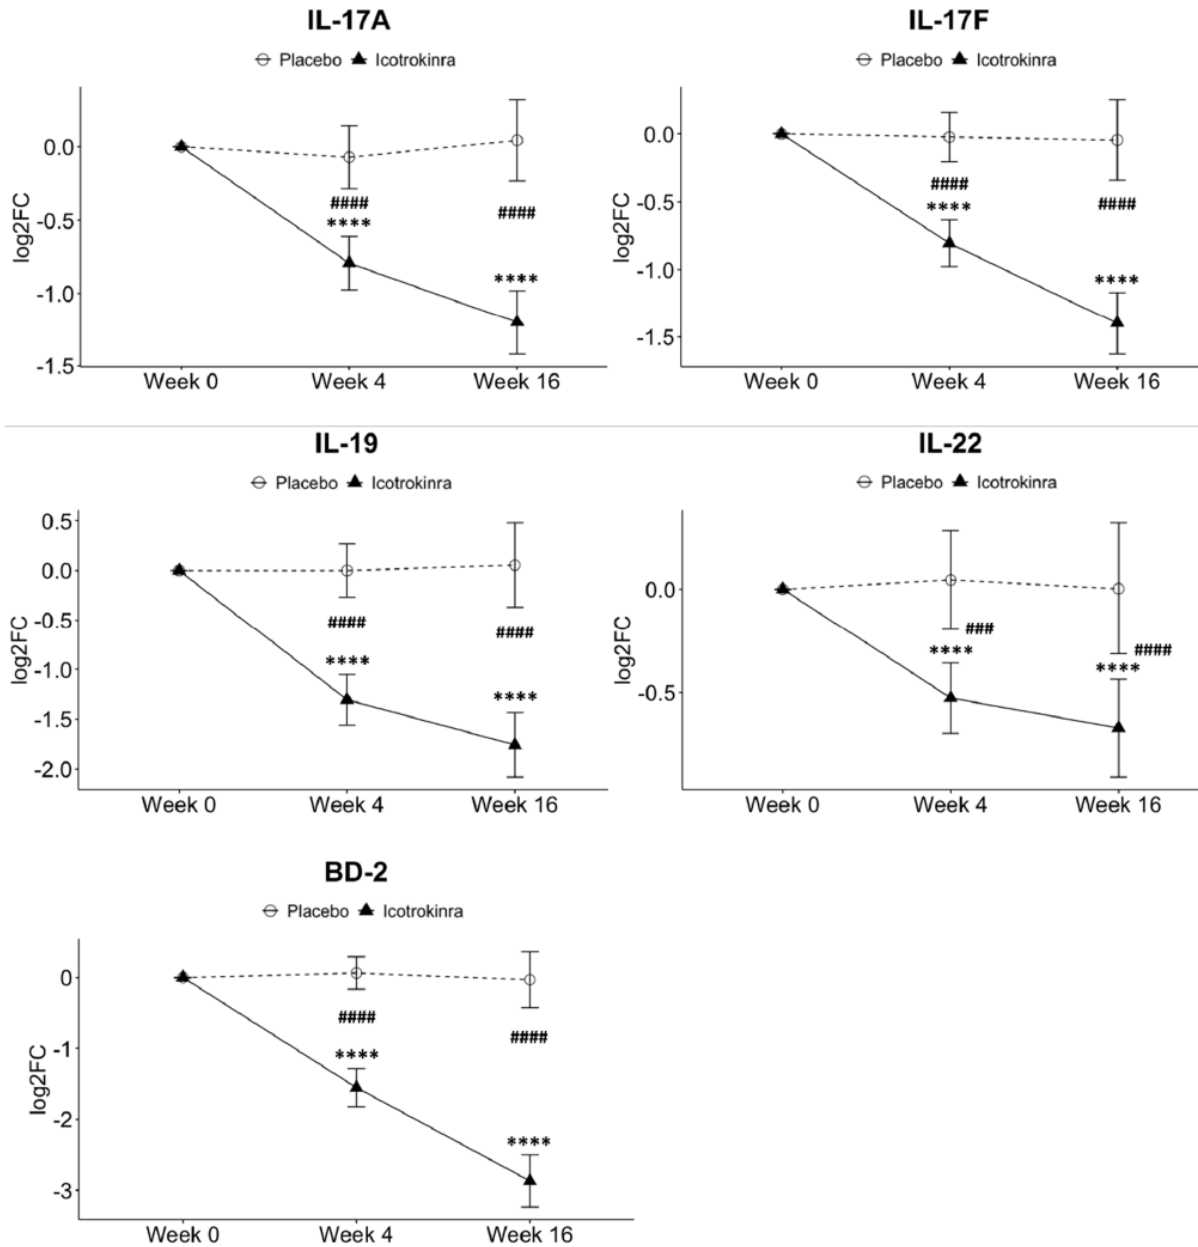 IL-17A
Placebo Icotrokinra
log2FC
0.0
-0.5
-1.0
-1.5
####
****
####
****
Week 0 Week 4 Week 16
IL-17F
Placebo Icotrokinra
log2FC
0.0
-0.5
-1.0
-1.5
####
****
####
****
Week 0 Week 4 Week 16
IL-19
Placebo Icotrokinra
log2FC
0.5
0.0
-0.5
-1.0
-1.5
-2.0
####
****
####
****
Week 0 Week 4 Week 16
IL-22
Placebo Icotrokinra
log2FC
0.0
-0.5
###
****
####
****
Week 0 Week 4 Week 16
BD-2
Placebo Icotrokinra
log2FC
0
-1
-2
-3
####
****
####
****
Week 0 Week 4 Week 16